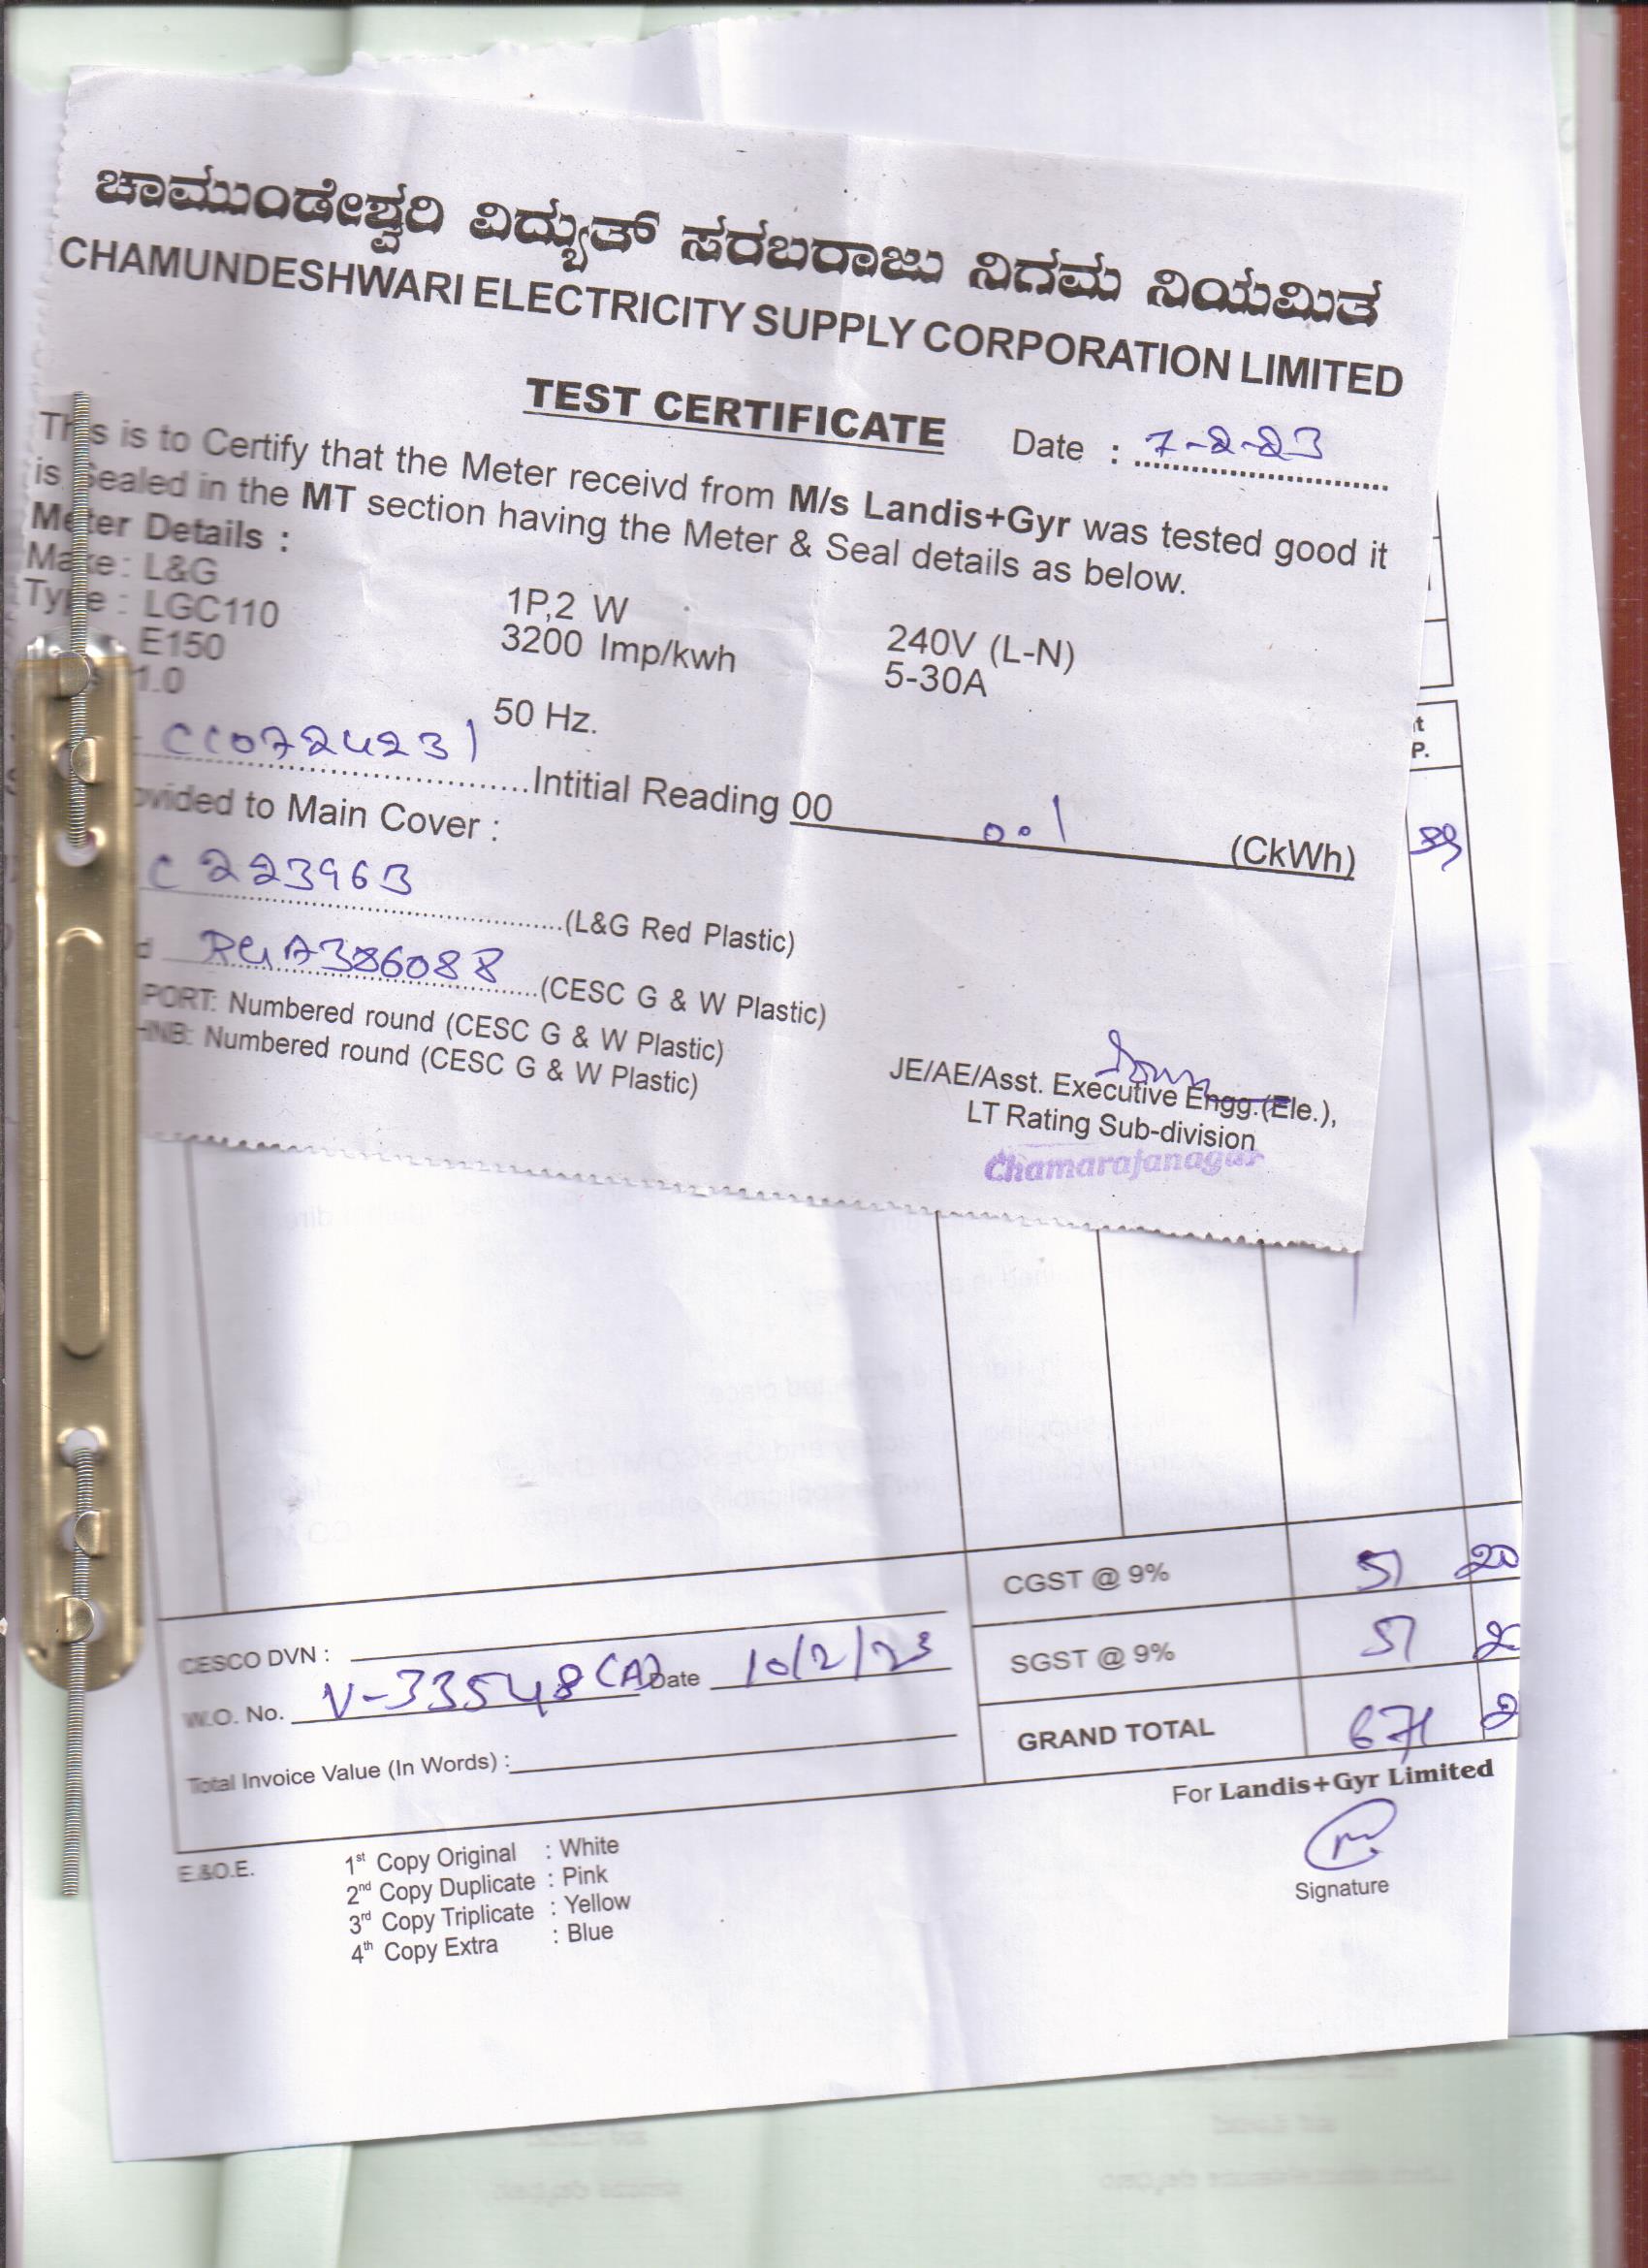 ಚಾಮುಂಡೇಶ್ವರಿ ವಿದ್ಯುತ್ ಸರಬರಾಜು ನಿಗಮ ನಿಯಮಿತ
CHAMUNDESHWARI ELECTRICITY SUPPLY CORPORATION LIMITED
TEST CERTIFICATE
Date : 7-2-23
This is to Certify that the Meter receivd from M/s Landis+Gyr was tested good it
is Sealed in the MT section having the Meter & Seal details as below.
Meter Details :
Make : L&G
Type : LGC110 1P,2 W 240V (L-N)
E150 3200 Imp/kwh 5-30A
1.0 50 Hz.
CC0724231 Intitial Reading 00 0.1 (CkWh)
ovided to Main Cover :
C 223963 (L&G Red Plastic)
RGA386088 (CESC G & W Plastic)
PORT: Numbered round (CESC G & W Plastic)
HNB: Numbered round (CESC G & W Plastic)
JE/AE/Asst. Executive Engg.(Ele.),
LT Rating Sub-division
Chamarajanagar
t
P.
CGST @ 9% 51 20
SGST @ 9% 51 2
GRAND TOTAL 671 2
CESCO DVN :
W.O. No. V-33548(A) Date 10/2/23
Total Invoice Value (In Words) :
For Landis+Gyr Limited
Signature
E.&O.E.
1st Copy Original : White
2nd Copy Duplicate : Pink
3rd Copy Triplicate : Yellow
4th Copy Extra : Blue